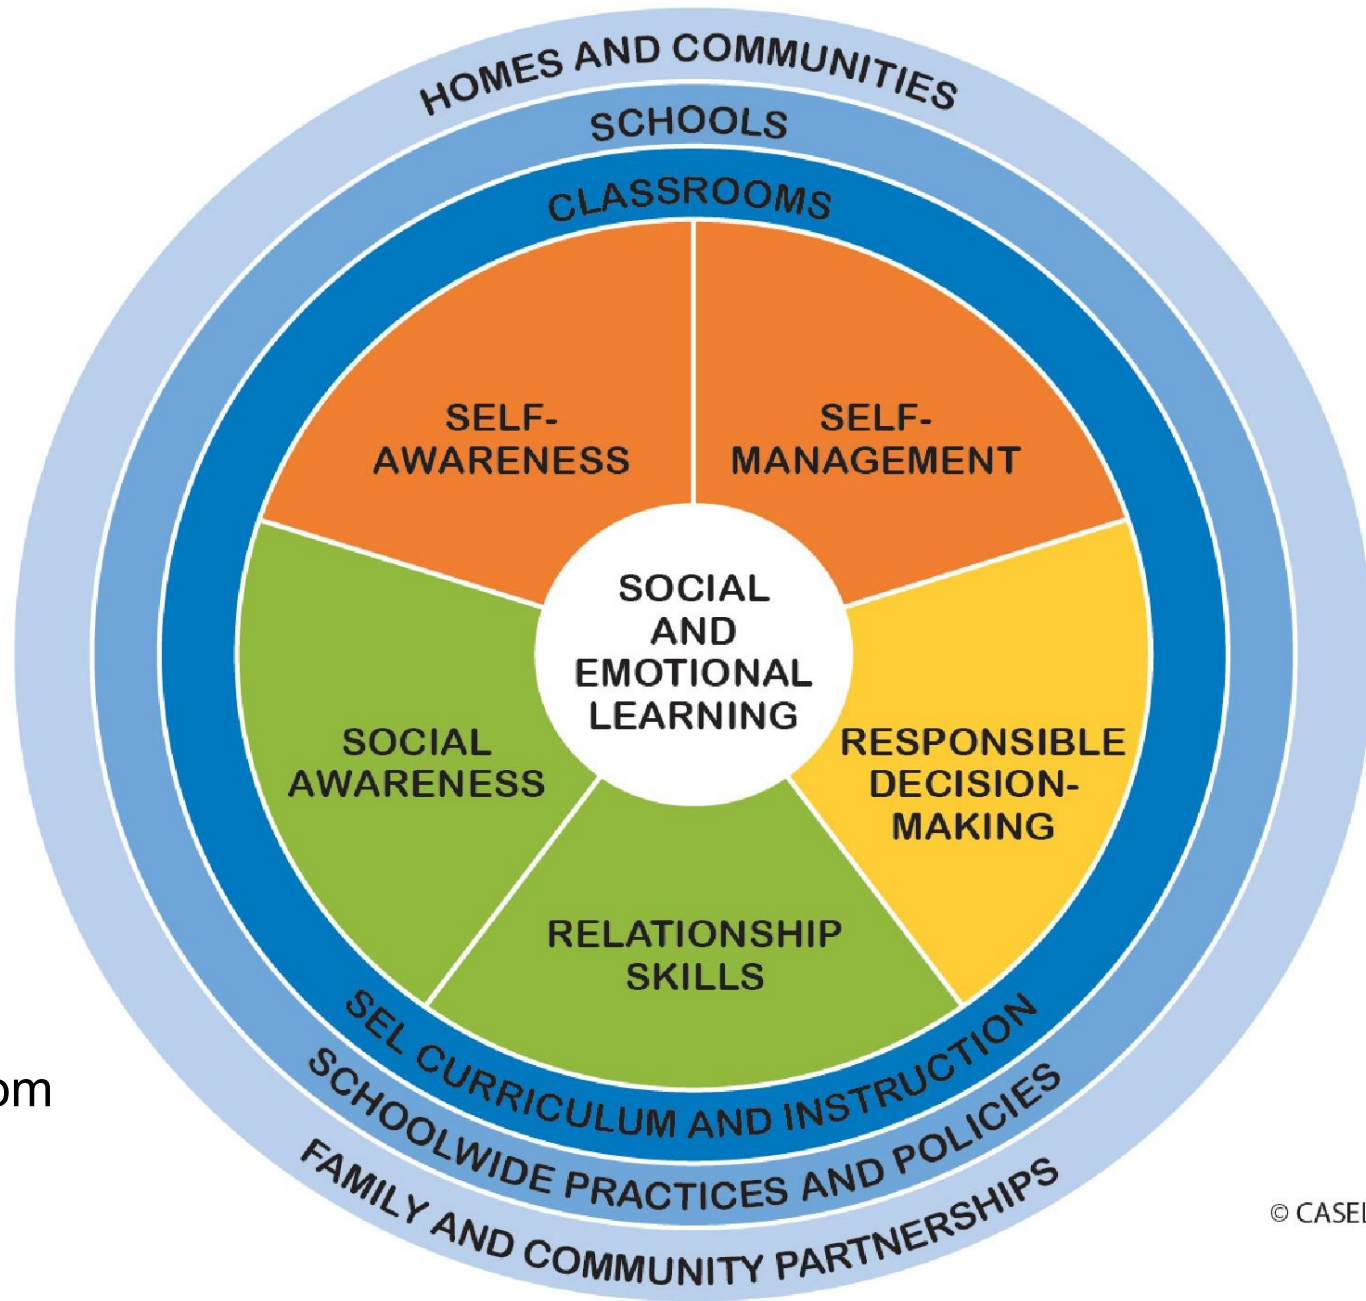 HOMES AND COMMUNITIES
SCHOOLS
CLASSROOMS
SELF-
AWARENESS
SELF-
MANAGEMENT
SOCIAL
AND
EMOTIONAL
LEARNING
SOCIAL
AWARENESS
RESPONSIBLE
DECISION-
MAKING
RELATIONSHIP
SKILLS
SEL CURRICULUM AND INSTRUCTION
SCHOOLWIDE PRACTICES AND POLICIES
FAMILY AND COMMUNITY PARTNERSHIPS
om
© CASEL